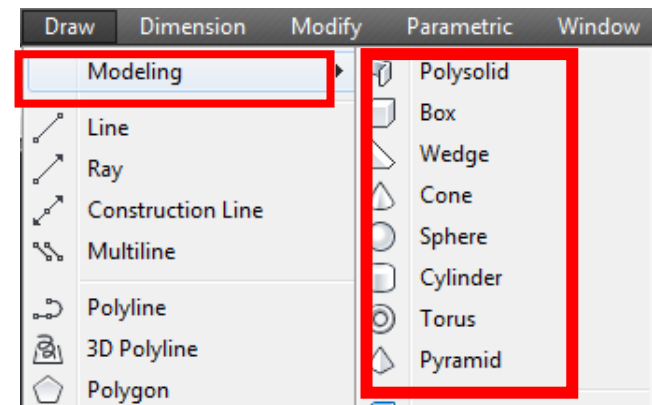 Draw Dimension Modify Parametric Window
Modeling
Line
Ray
Construction Line
Multiline
Polyline
3D Polyline
Polygon
Polysolid
Box
Wedge
Cone
Sphere
Cylinder
Torus
Pyramid